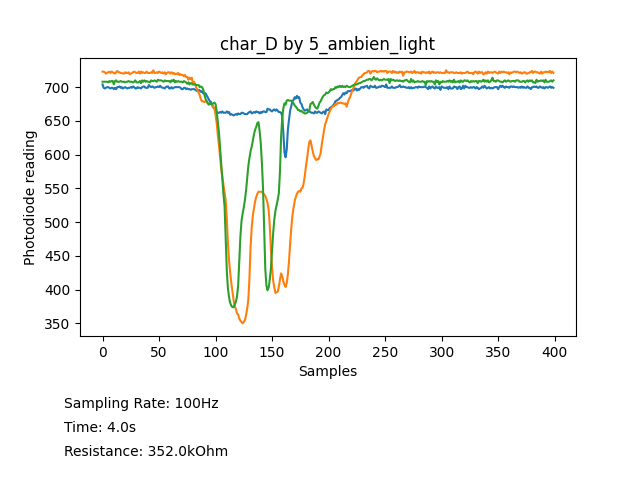 char_D by 5_ambien_light
Photodiode reading
700
650
600
550
500
450
400
350
0 50 100 150 200 250 300 350 400
Samples
Sampling Rate: 100Hz
Time: 4.0s
Resistance: 352.0kOhm